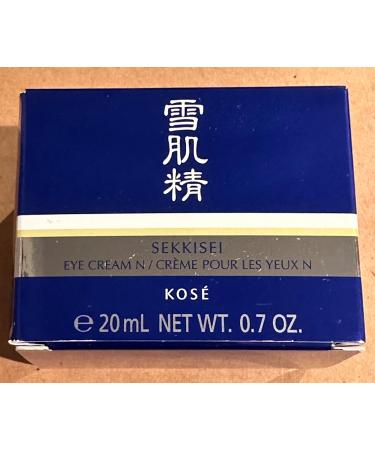 雪肌精
SEKKISEI
EYE CREAM N / CRÈME POUR LES YEUX N
KOSÉ
℮ 20 mL NET WT. 0.7 OZ.